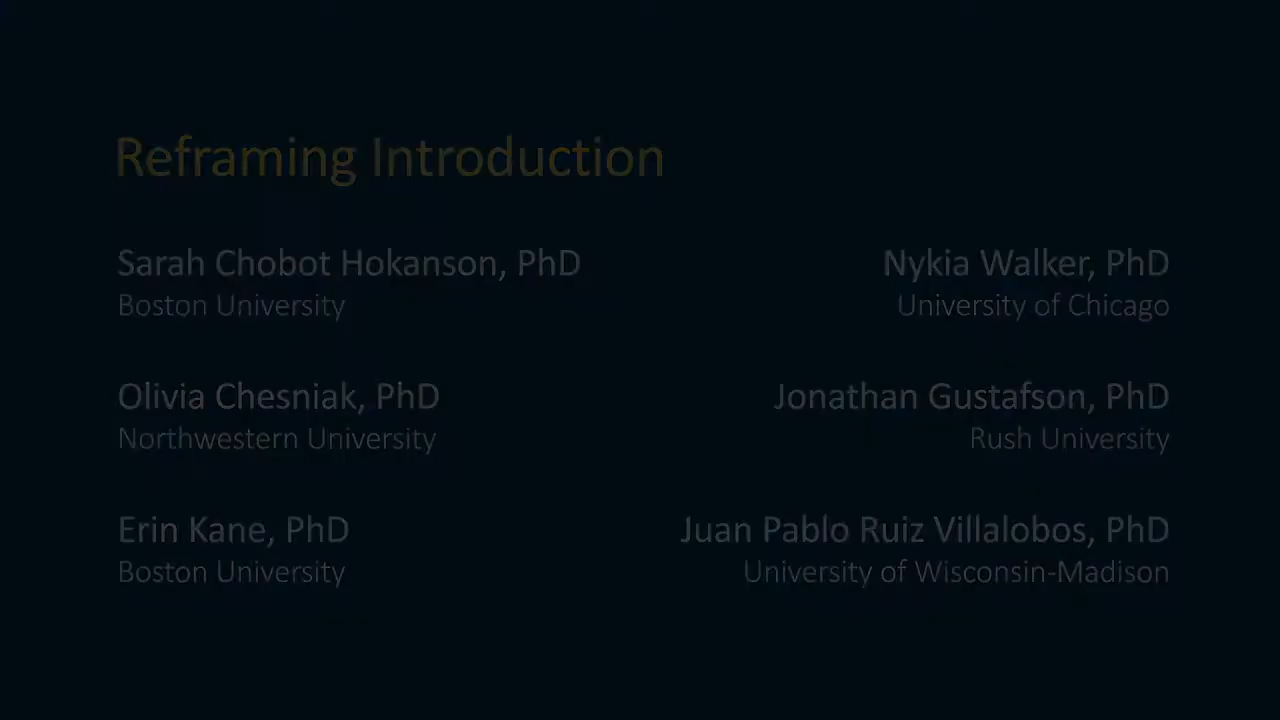 Reframing Introduction
Sarah Chobot Hokanson, PhD
Boston University
Nykia Walker, PhD
University of Chicago
Olivia Chesniak, PhD
Northwestern University
Jonathan Gustafson, PhD
Rush University
Erin Kane, PhD
Boston University
Juan Pablo Ruiz Villalobos, PhD
University of Wisconsin-Madison